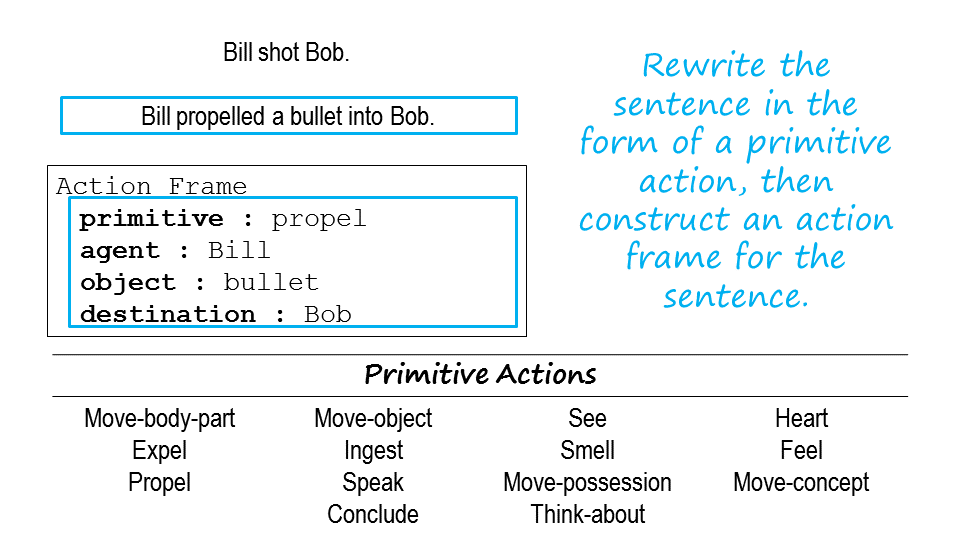 Bill shot Bob.
Bill propelled a bullet into Bob.
Action Frame
primitive : propel
agent : Bill
object : bullet
destination : Bob
Rewrite the
sentence in the
form of a primitive
action, then
construct an action
frame for the
sentence.
Primitive Actions
Move-body-part Move-object See Heart
Expel Ingest Smell Feel
Propel Speak Move-possession Move-concept
Conclude Think-about